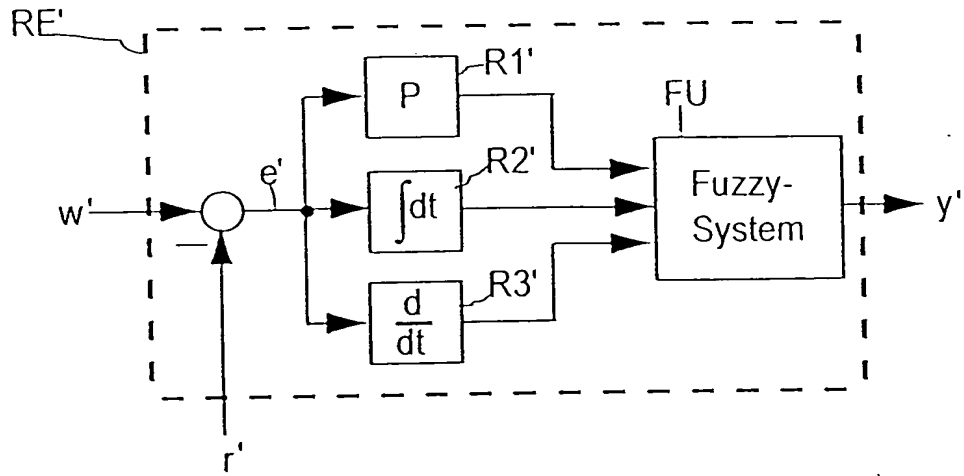 RE'
R1'
P
FU
e'
R2'
∫dt
Fuzzy-
System
w'
y'
—
R3'
d
dt
r'